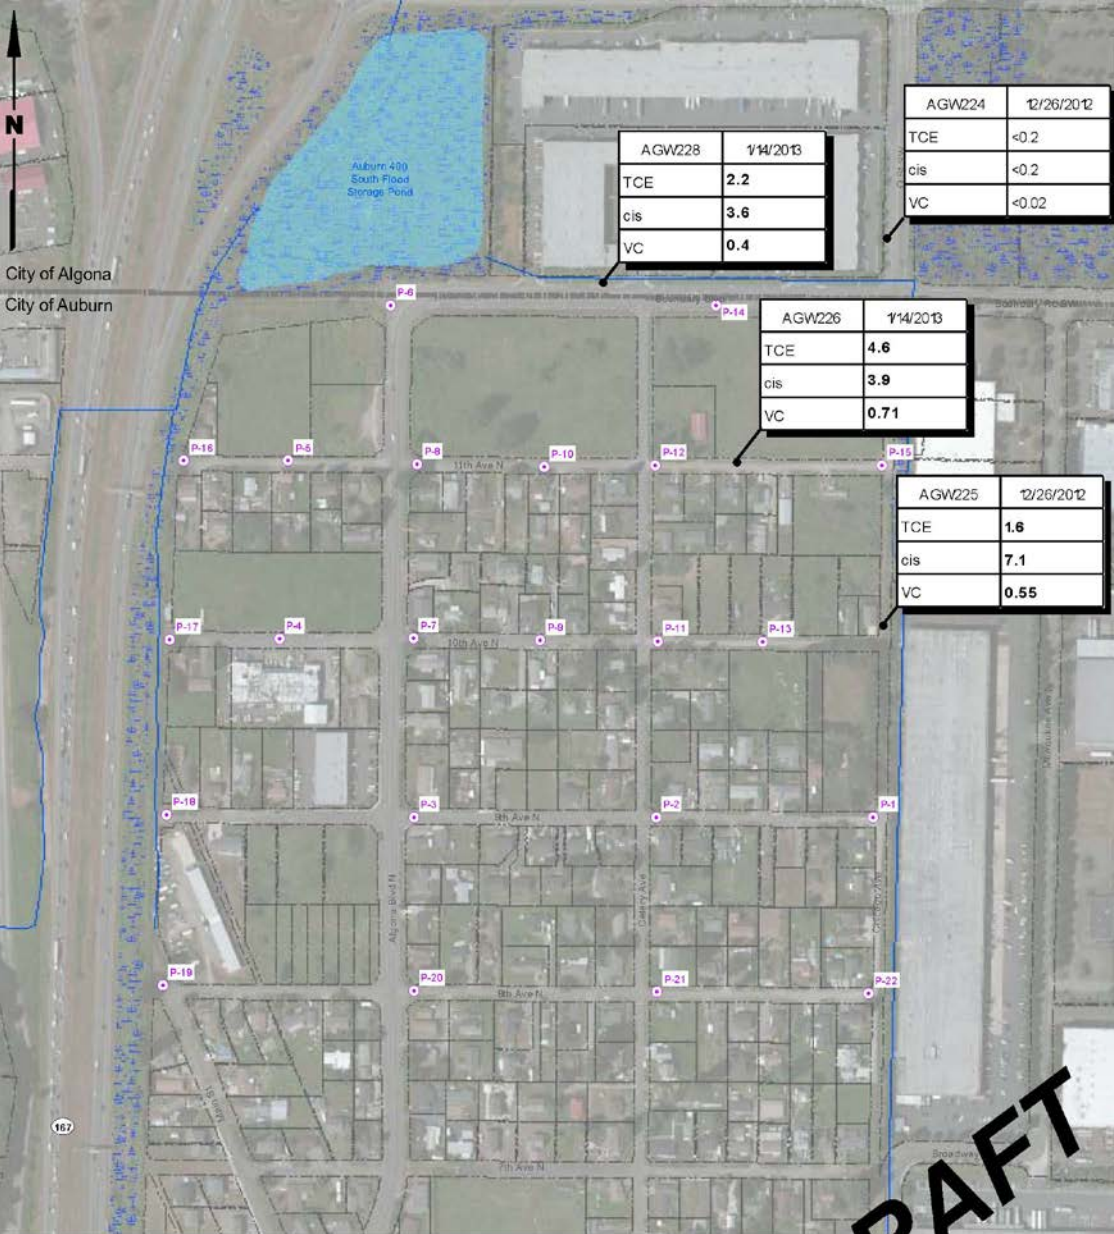 N
AGW224 12/26/2012
TCE <0.2
cis <0.2
VC <0.02
AGW228 1/14/2013
TCE 2.2
cis 3.6
VC 0.4
Auburn 400
South Flood
Storage Pond
City of Algona
City of Auburn
P-6
P-14
AGW226 1/14/2013
TCE 4.6
cis 3.9
VC 0.71
P-16
P-5
P-8
11th Ave N
P-10
P-12
P-15
AGW225 12/26/2012
TCE 1.6
cis 7.1
VC 0.55
P-17
P-4
P-7
10th Ave N
P-9
P-11
P-13
P-18
P-3
9th Ave N
P-2
P-1
Algona Blvd N
Celery Ave
P-19
P-20
8th Ave N
P-21
P-22
Main St
167
7th Ave N
Broadway
DRAFT